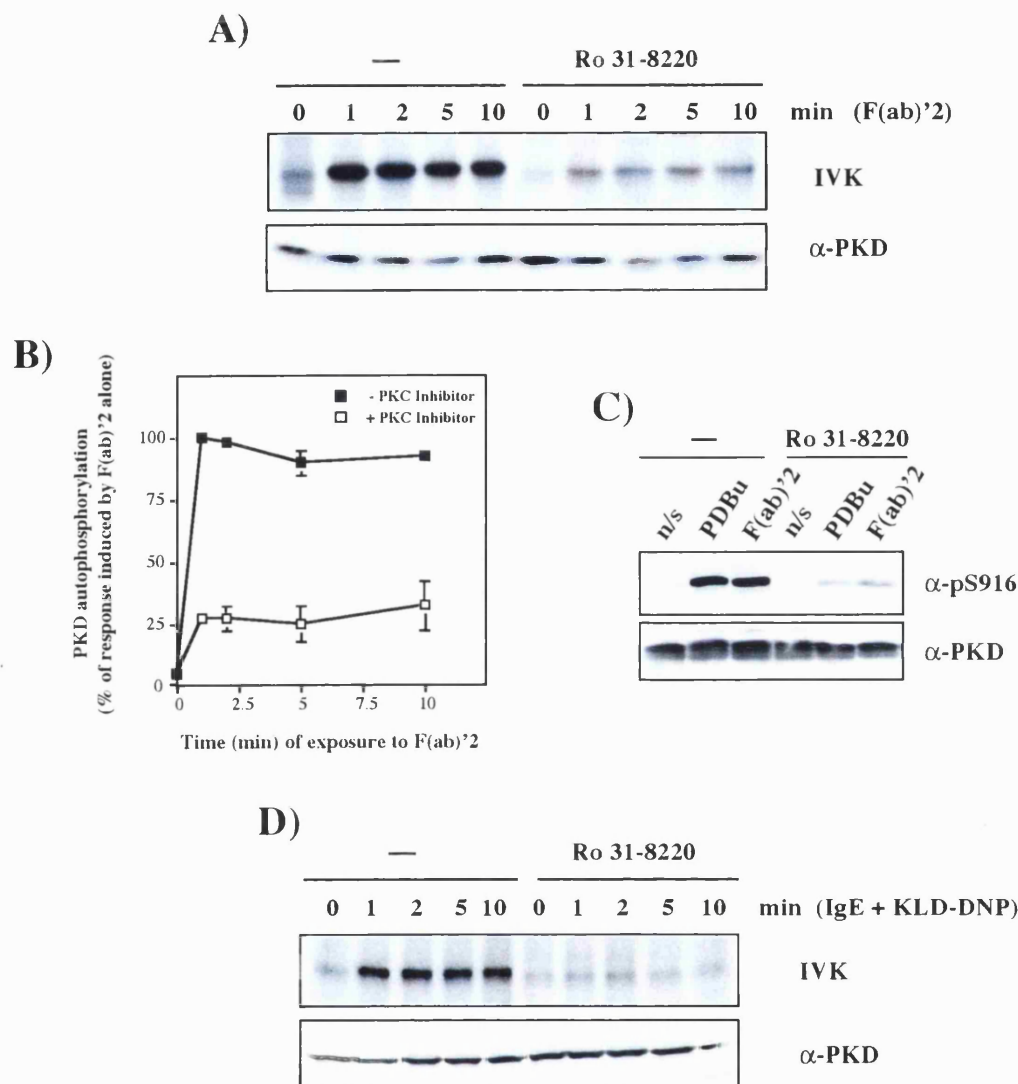 A)
— Ro 31-8220
0 1 2 5 10 0 1 2 5 10 min (F(ab)'2)
IVK
α-PKD
B)
PKD autophosphorylation
(% of response induced by F(ab)'2 alone)
100
75
50
25
0
- PKC Inhibitor
+ PKC Inhibitor
0 2.5 5 7.5 10
Time (min) of exposure to F(ab)'2
C)
— Ro 31-8220
n/s PDBu F(ab)'2 n/s PDBu F(ab)'2
α-pS916
α-PKD
D)
— Ro 31-8220
0 1 2 5 10 0 1 2 5 10 min (IgE + KLD-DNP)
IVK
α-PKD